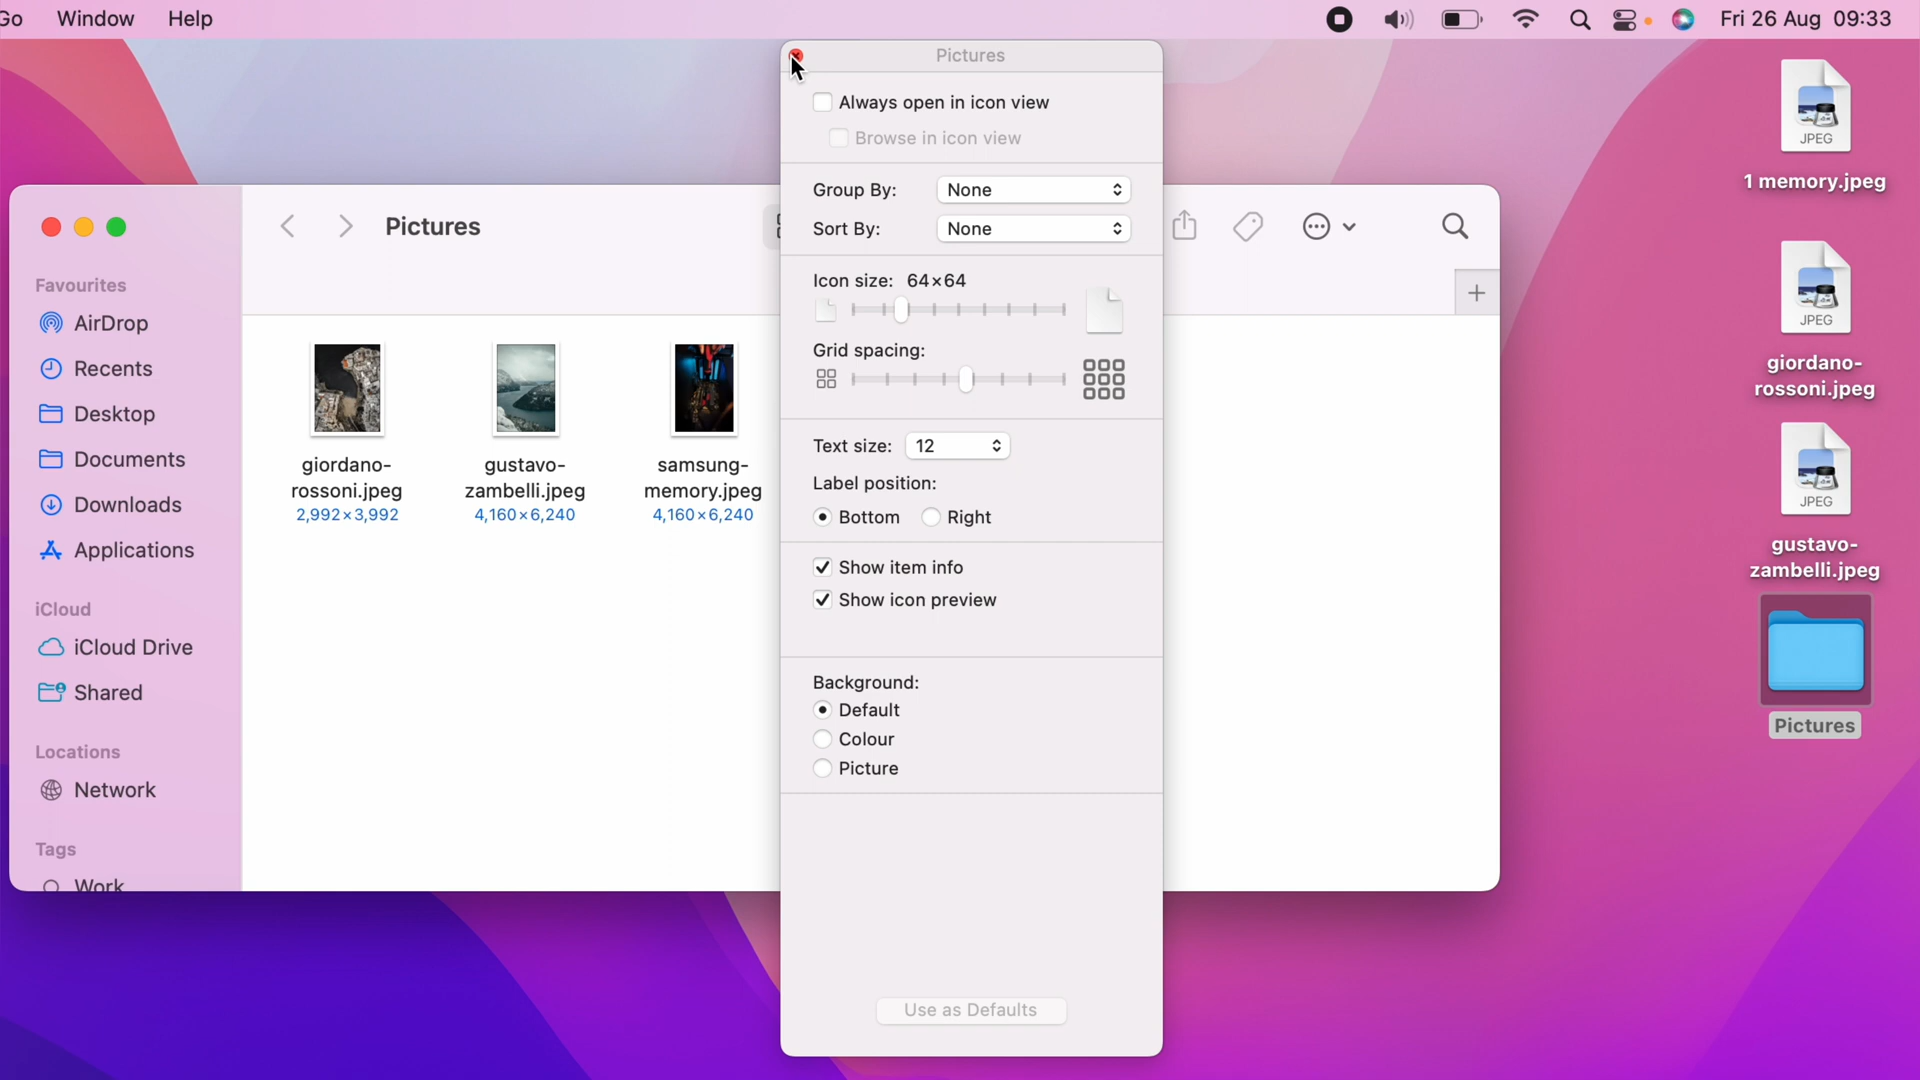 Go Window Help Fri 26 Aug 09:33
Pictures
Always open in icon view
Browse in icon view
Group By: None
Sort By: None
Icon size: 64×64
Grid spacing:
Text size: 12
Label position:
Bottom Right
Show item info
Show icon preview
Background:
Default
Colour
Picture
Use as Defaults
Pictures
Favourites
AirDrop
Recents
Desktop
Documents
Downloads
Applications
iCloud
iCloud Drive
Shared
Locations
Network
Tags
Work
giordano-
rossoni.jpeg
2,992×3,992
gustavo-
zambelli.jpeg
4,160×6,240
samsung-
memory.jpeg
4,160×6,240
JPEG
1 memory.jpeg
JPEG
giordano-
rossoni.jpeg
JPEG
gustavo-
zambelli.jpeg
Pictures